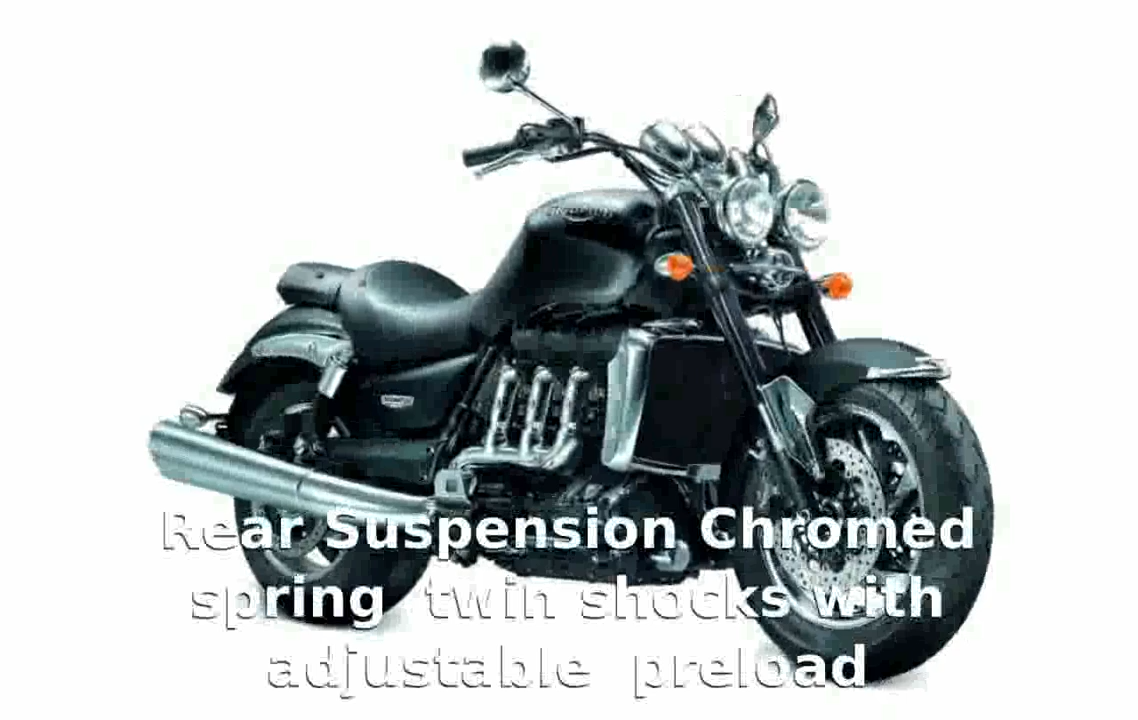 Rear Suspension Chromed
spring twin shocks with
adjustable preload